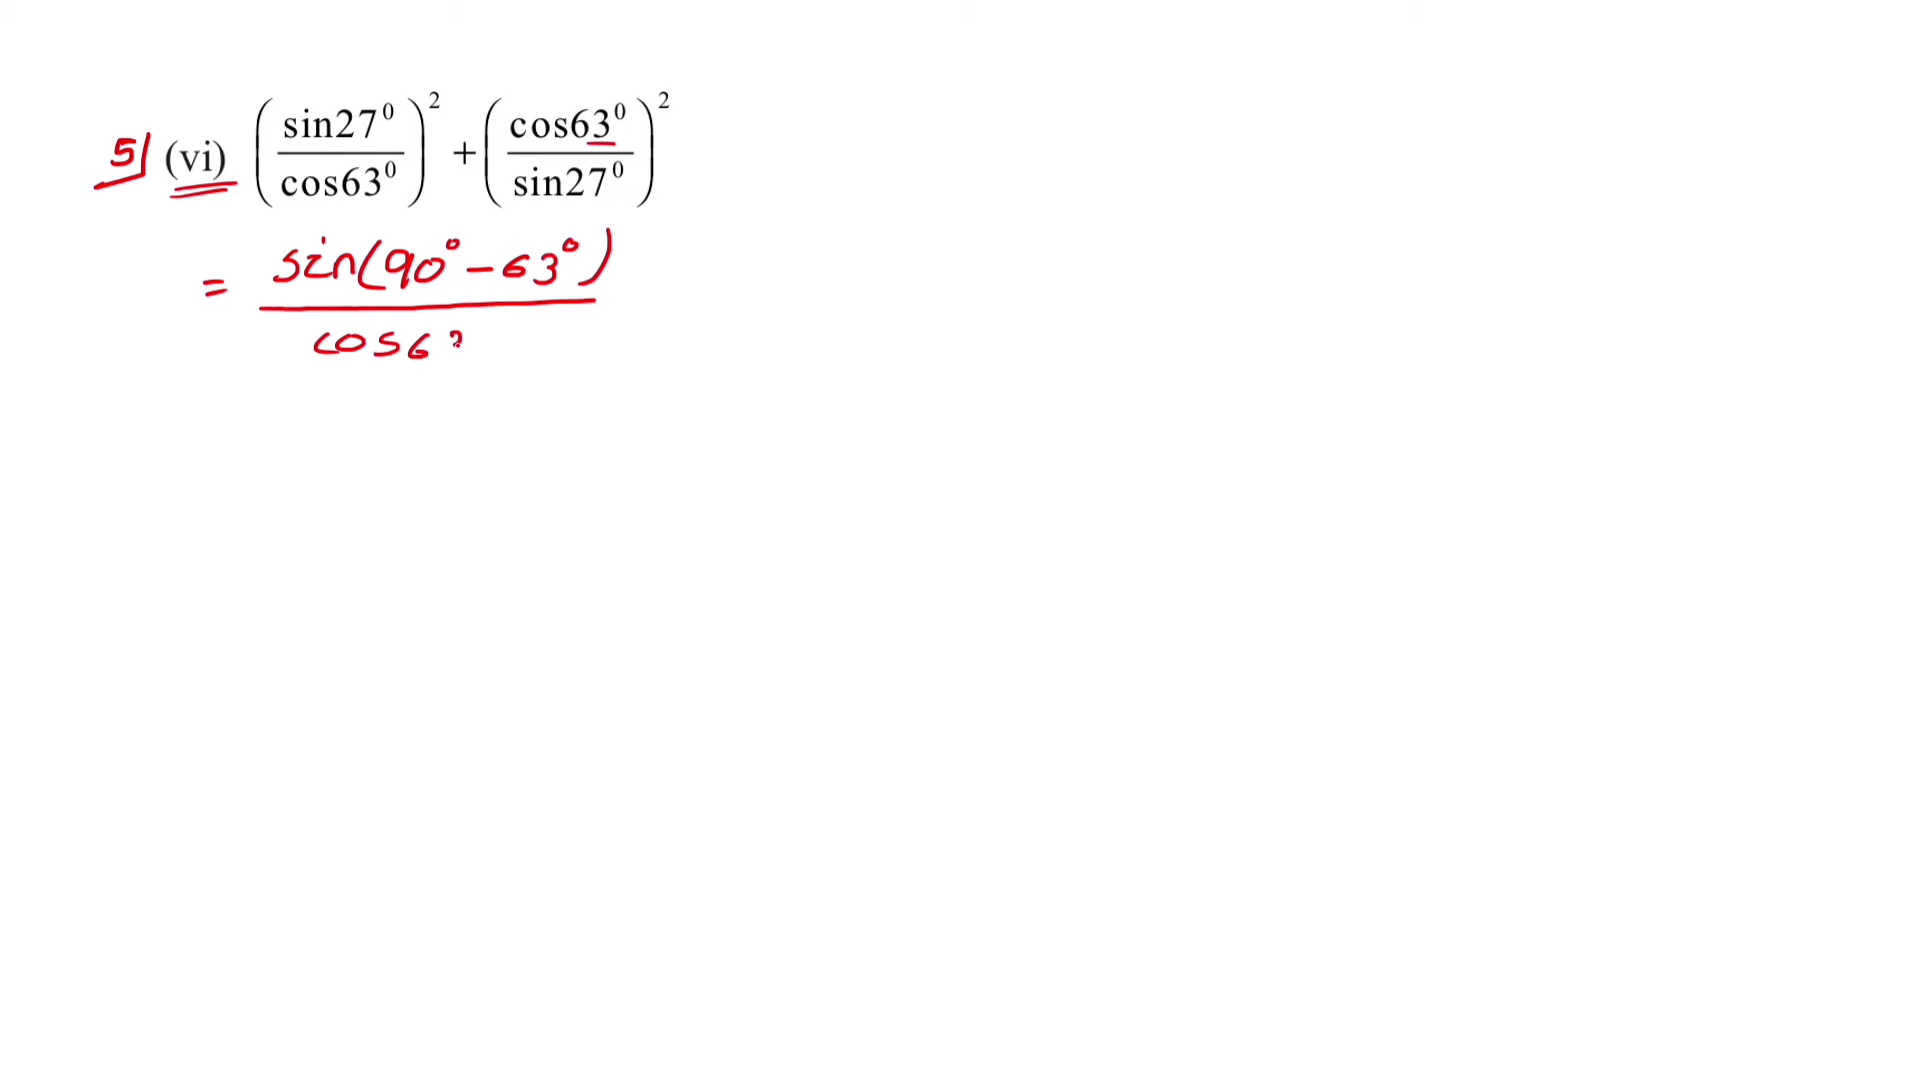 5| (vi) (sin27⁰/cos63⁰)² + (cos63⁰/sin27⁰)²
= sin(90° − 63°)
cos6